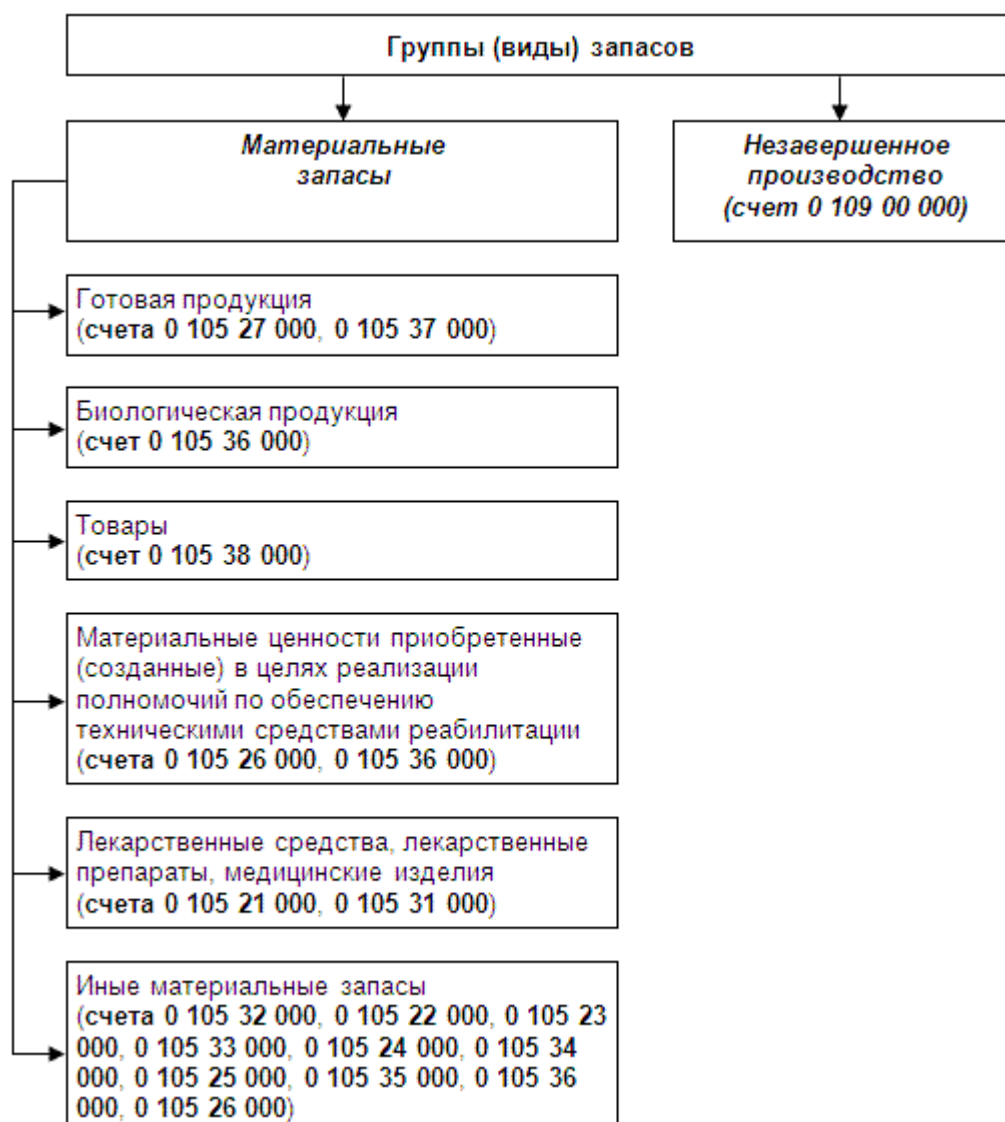 Группы (виды) запасов
Материальные
запасы
Незавершенное
производство
(счет 0 109 00 000)
Готовая продукция
(счета 0 105 27 000, 0 105 37 000)
Биологическая продукция
(счет 0 105 36 000)
Товары
(счет 0 105 38 000)
Материальные ценности приобретенные
(созданные) в целях реализации
полномочий по обеспечению
техническими средствами реабилитации
(счета 0 105 26 000, 0 105 36 000)
Лекарственные средства, лекарственные
препараты, медицинские изделия
(счета 0 105 21 000, 0 105 31 000)
Иные материальные запасы
(счета 0 105 32 000, 0 105 22 000, 0 105 23
000, 0 105 33 000, 0 105 24 000, 0 105 34
000, 0 105 25 000, 0 105 35 000, 0 105 36
000, 0 105 26 000)